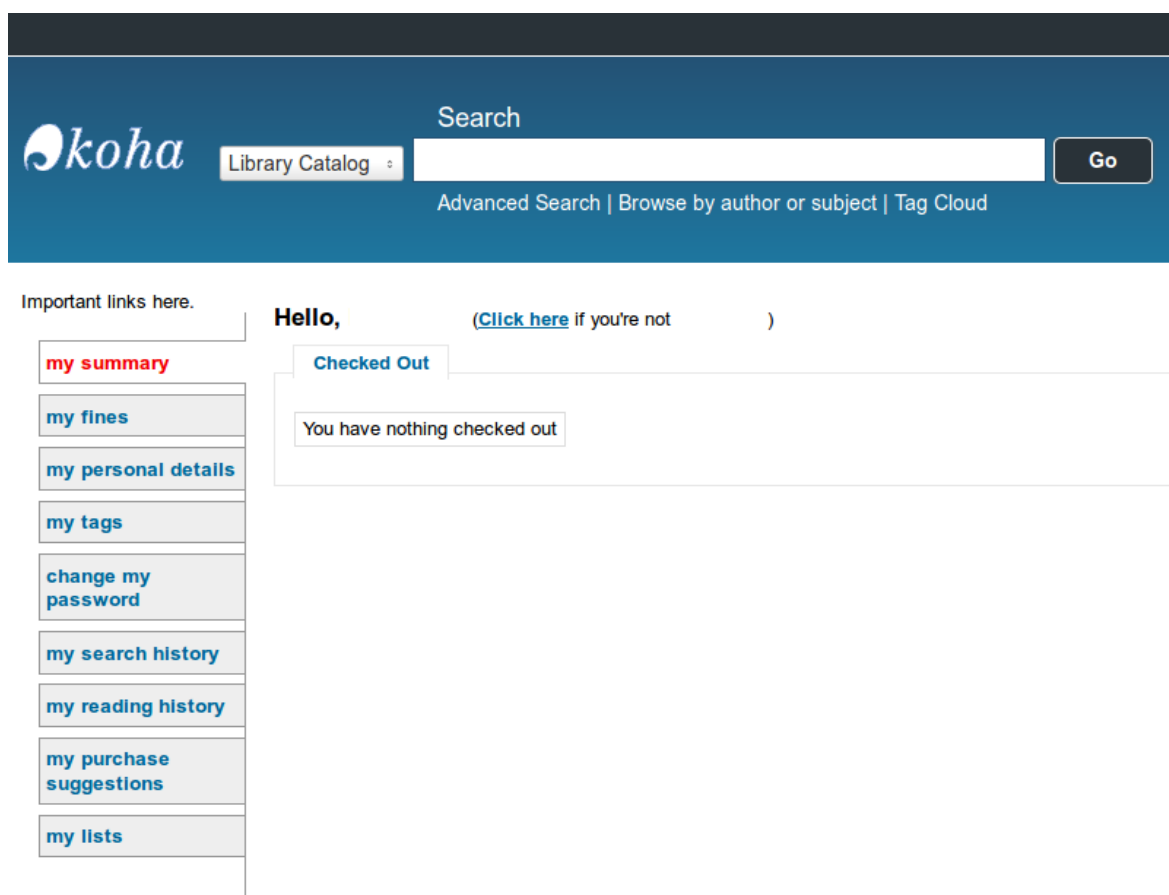 koha
Library Catalog
Search
Go
Advanced Search | Browse by author or subject | Tag Cloud
Important links here.
my summary
my fines
my personal details
my tags
change my
password
my search history
my reading history
my purchase
suggestions
my lists
Hello, (Click here if you're not )
Checked Out
You have nothing checked out